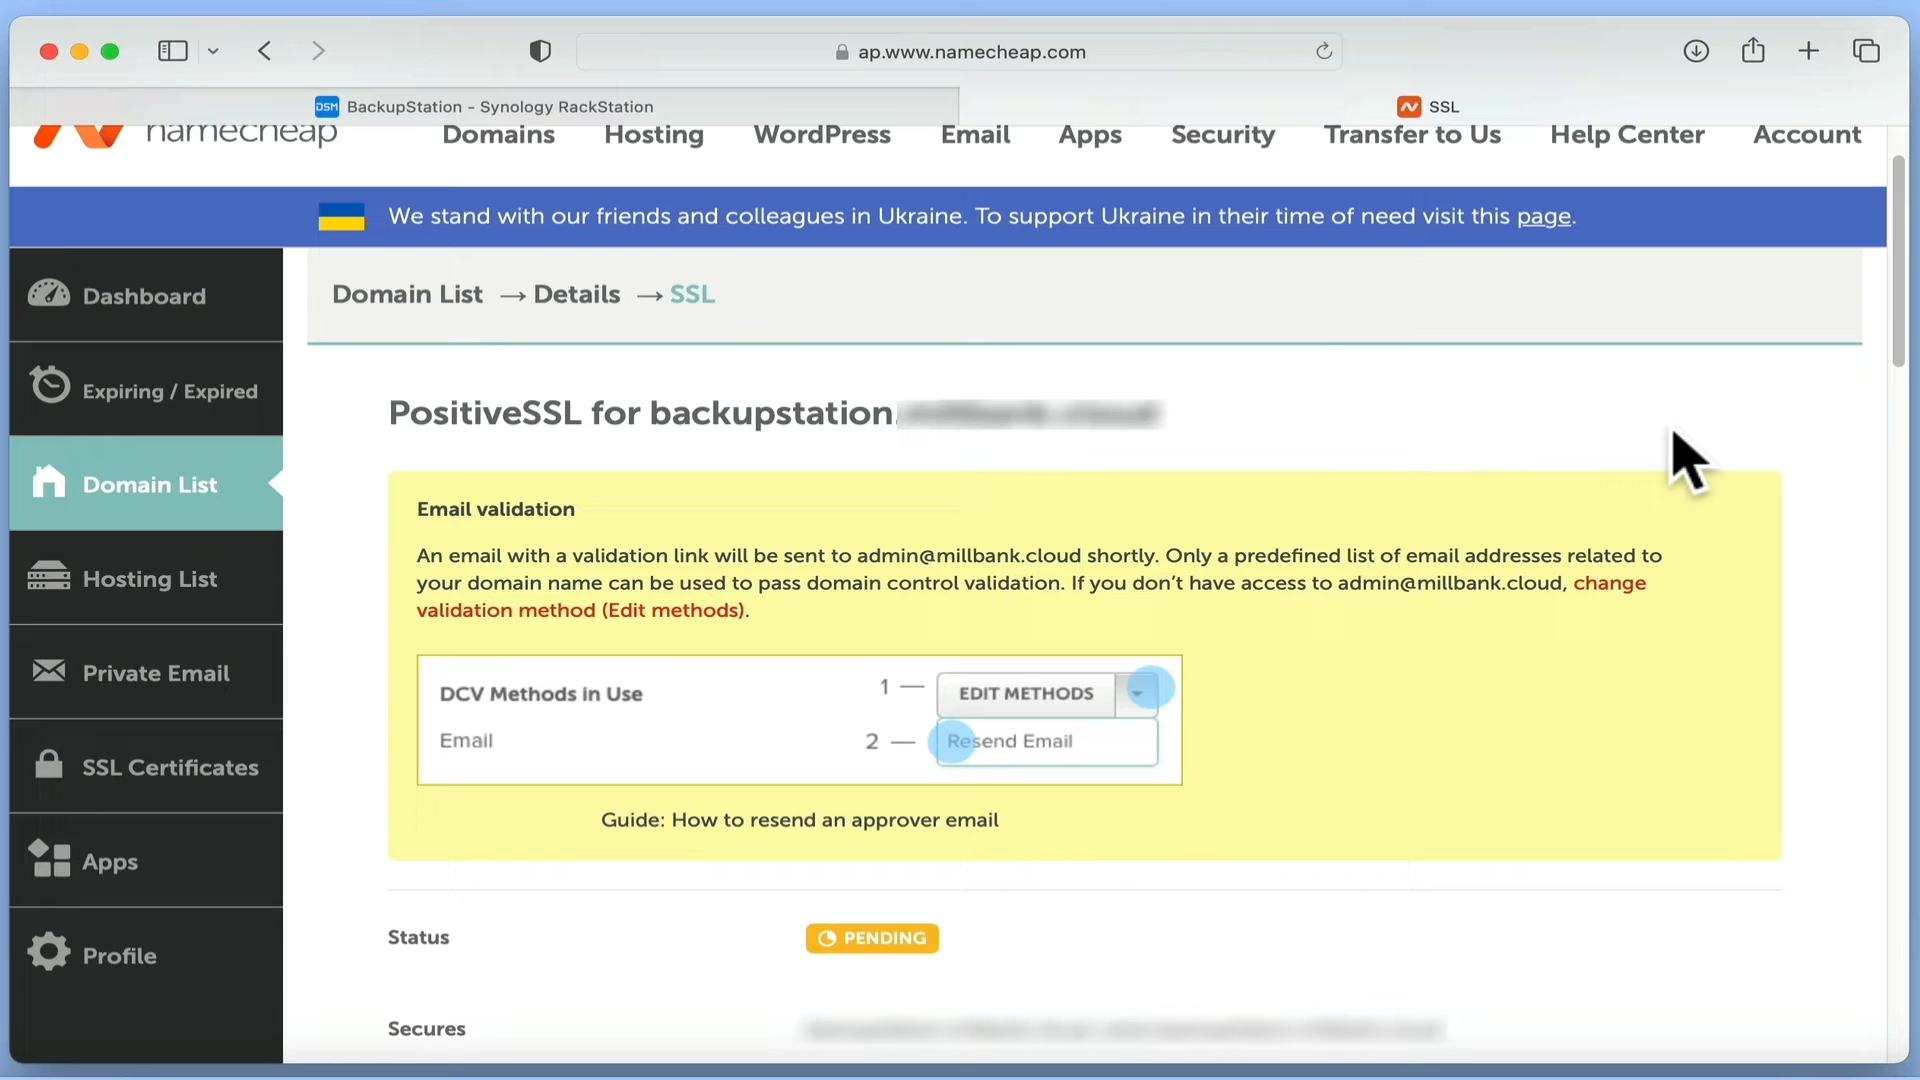 ap.www.namecheap.com
DSM BackupStation - Synology RackStation
SSL
namecheap Domains Hosting WordPress Email Apps Security Transfer to Us Help Center Account
We stand with our friends and colleagues in Ukraine. To support Ukraine in their time of need visit this page.
Dashboard
Expiring / Expired
Domain List
Hosting List
Private Email
SSL Certificates
Apps
Profile
Domain List → Details → SSL
PositiveSSL for backupstation.
Email validation
An email with a validation link will be sent to admin@millbank.cloud shortly. Only a predefined list of email addresses related to
your domain name can be used to pass domain control validation. If you don’t have access to admin@millbank.cloud, change
validation method (Edit methods).
DCV Methods in Use 1 — EDIT METHODS
Email 2 — Resend Email
Guide: How to resend an approver email
Status PENDING
Secures